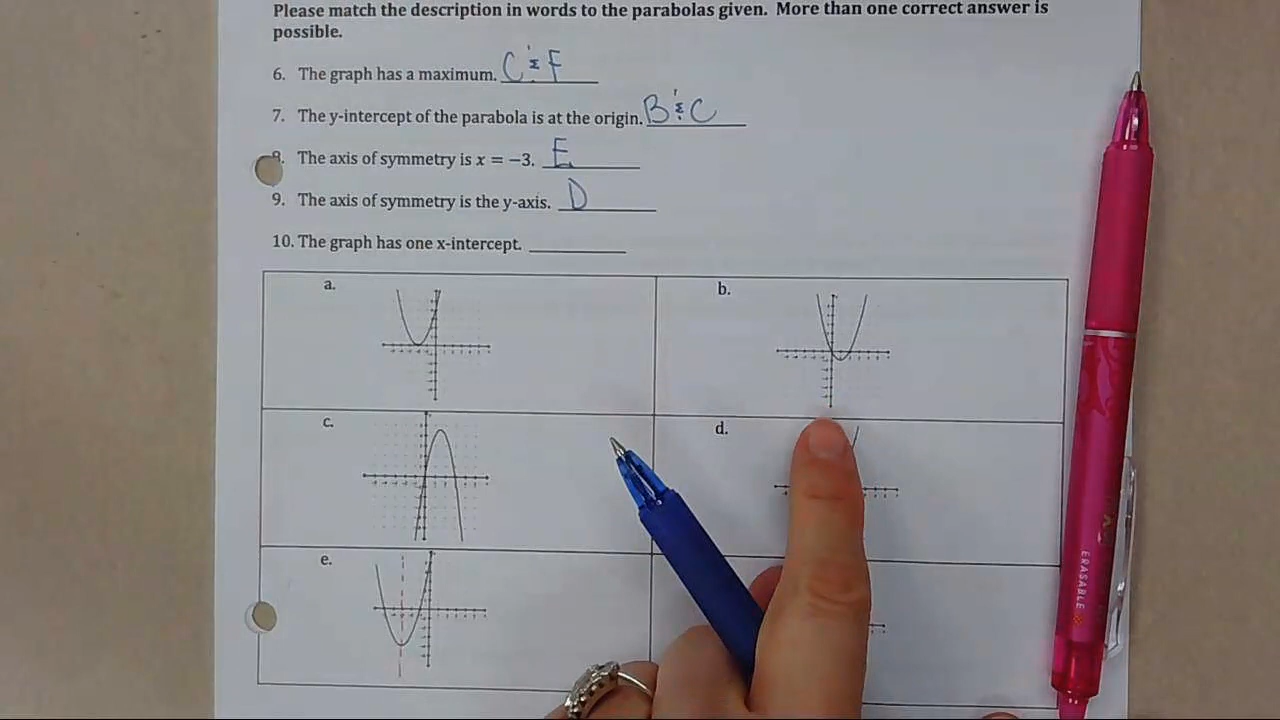 Please match the description in words to the parabolas given. More than one correct answer is
possible.
6. The graph has a maximum. C & F
7. The y-intercept of the parabola is at the origin. B & C
8. The axis of symmetry is x = −3. E
9. The axis of symmetry is the y-axis. D
10. The graph has one x-intercept.
a.
b.
c.
d.
e.
ERASABLE